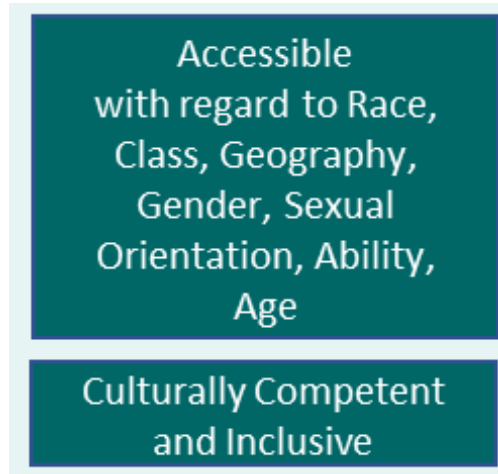 Accessible
with regard to Race,
Class, Geography,
Gender, Sexual
Orientation, Ability,
Age
Culturally Competent
and Inclusive